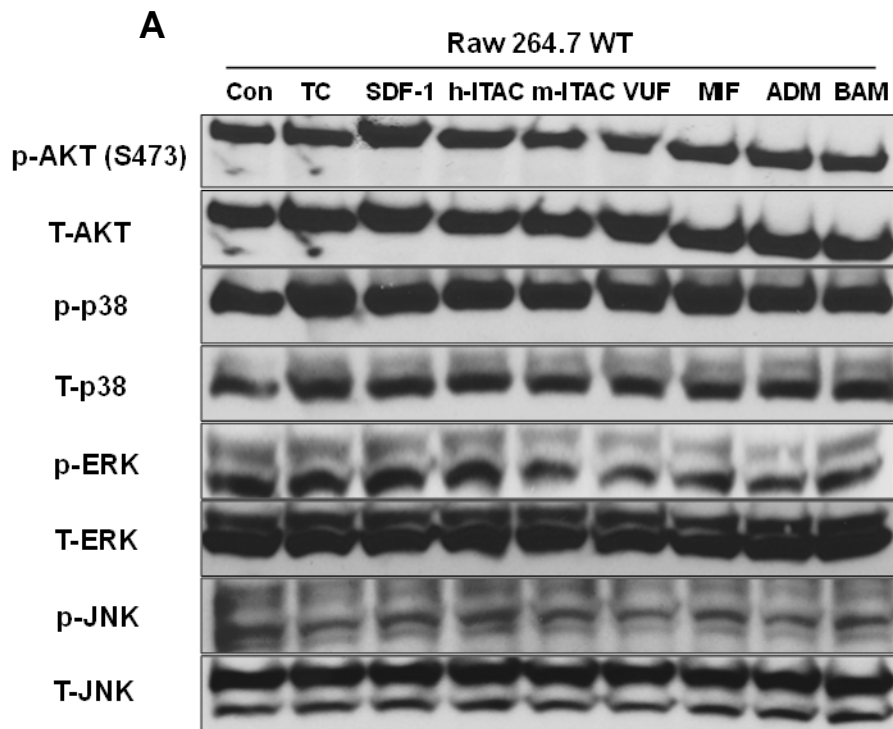 A
Raw 264.7 WT
Con TC SDF-1 h-ITAC m-ITAC VUF MIF ADM BAM
p-AKT (S473)
T-AKT
p-p38
T-p38
p-ERK
T-ERK
p-JNK
T-JNK